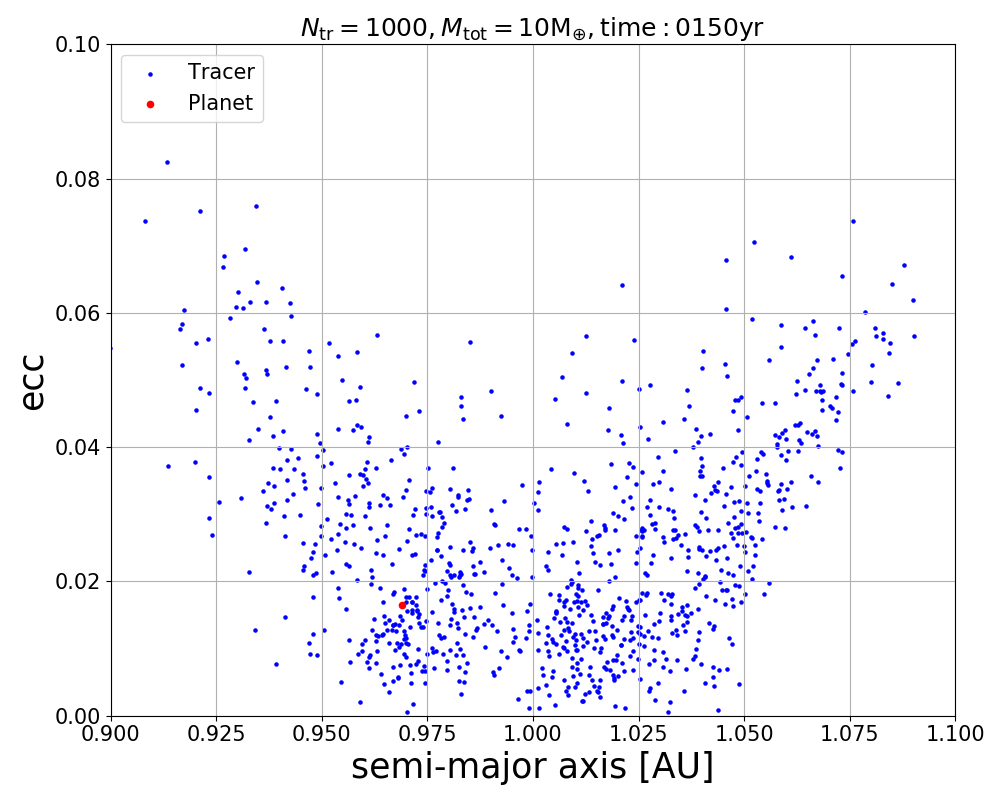 N_tr = 1000, M_tot = 10M_⊕, time : 0150yr
Tracer
Planet
ecc
0.10
0.08
0.06
0.04
0.02
0.00
0.900 0.925 0.950 0.975 1.000 1.025 1.050 1.075 1.100
semi-major axis [AU]